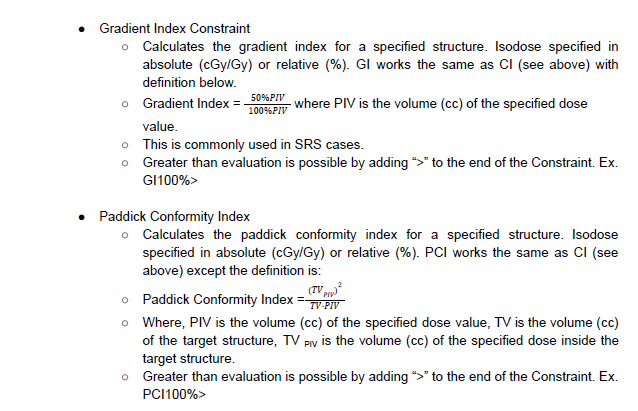 • Gradient Index Constraint
○ Calculates the gradient index for a specified structure. Isodose specified in
absolute (cGy/Gy) or relative (%). GI works the same as CI (see above) with
definition below.
○ Gradient Index = 50%PIV / 100%PIV where PIV is the volume (cc) of the specified dose
value.
○ This is commonly used in SRS cases.
○ Greater than evaluation is possible by adding “>” to the end of the Constraint. Ex.
GI100%>
• Paddick Conformity Index
○ Calculates the paddick conformity index for a specified structure. Isodose
specified in absolute (cGy/Gy) or relative (%). PCI works the same as CI (see
above) except the definition is:
○ Paddick Conformity Index = (TV PIV)² / TV·PIV
○ Where, PIV is the volume (cc) of the specified dose value, TV is the volume (cc)
of the target structure, TV PIV is the volume (cc) of the specified dose inside the
target structure.
○ Greater than evaluation is possible by adding “>” to the end of the Constraint. Ex.
PCI100%>